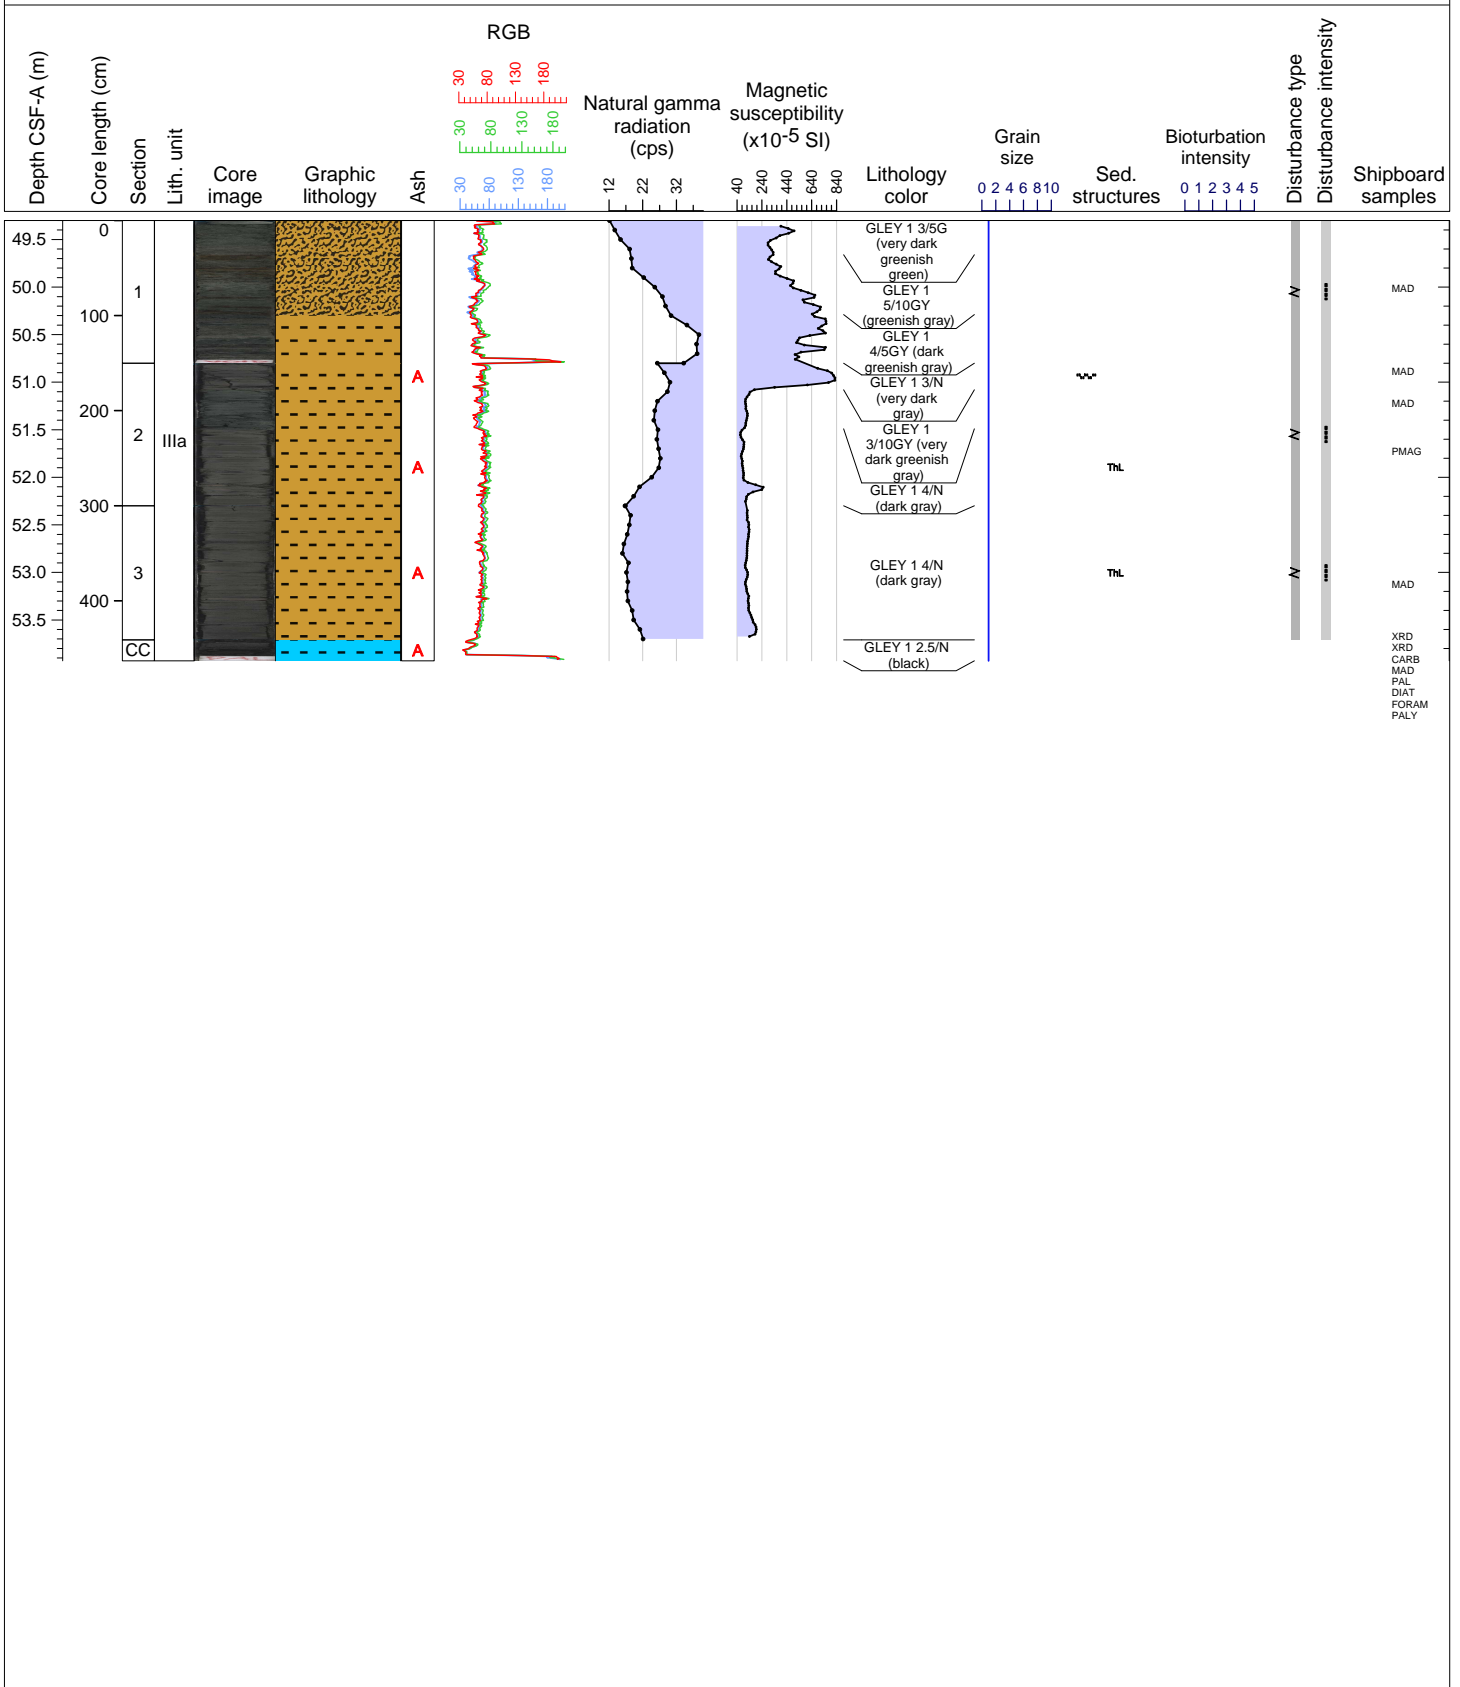 RGB
Depth CSF-A (m)
Core length (cm)
Section
Lith. unit
Core
image
Graphic
lithology
Ash
30 80 130 180
30 80 130 180
30 80 130 180
Natural gamma
radiation
(cps)
12 22 32
Magnetic
susceptibility
(x10-5 SI)
40 240 440 640 840
Lithology
color
Grain
size
0 2 4 6 8 10
Sed.
structures
Bioturbation
intensity
0 1 2 3 4 5
Disturbance type
Disturbance intensity
Shipboard
samples
49.5
50.0
50.5
51.0
51.5
52.0
52.5
53.0
53.5
0
100
200
300
400
1
2
3
CC
IIIa
A
A
A
A
GLEY 1 3/5G
(very dark
greenish
green)
GLEY 1
5/10GY
(greenish gray)
GLEY 1
4/5GY (dark
greenish gray)
GLEY 1 3/N
(very dark
gray)
GLEY 1
3/10GY (very
dark greenish
gray)
GLEY 1 4/N
(dark gray)
GLEY 1 4/N
(dark gray)
GLEY 1 2.5/N
(black)
ThL
ThL
MAD
MAD
MAD
PMAG
MAD
XRD
XRD
CARB
MAD
PAL
DIAT
FORAM
PALY